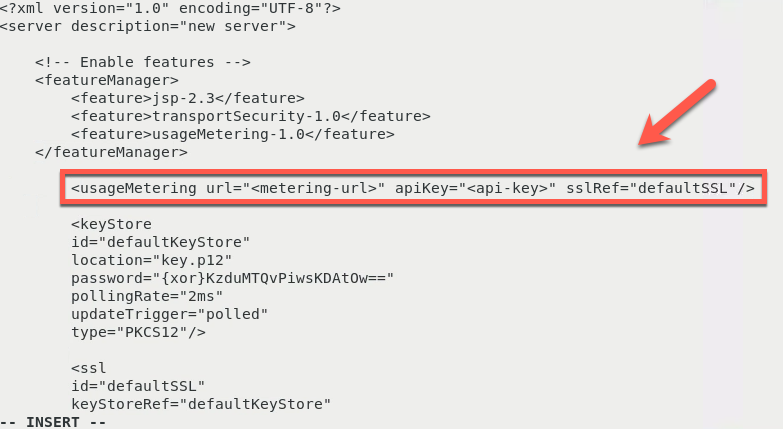 <?xml version="1.0" encoding="UTF-8"?>
<server description="new server">
<!-- Enable features -->
<featureManager>
<feature>jsp-2.3</feature>
<feature>transportSecurity-1.0</feature>
<feature>usageMetering-1.0</feature>
</featureManager>
<usageMetering url="<metering-url>" apiKey="<api-key>" sslRef="defaultSSL"/>
<keyStore
id="defaultKeyStore"
location="key.p12"
password="{xor}KzduMTQvPiwsKDAtOw=="
pollingRate="2ms"
updateTrigger="polled"
type="PKCS12"/>
<ssl
id="defaultSSL"
keyStoreRef="defaultKeyStore"
-- INSERT --